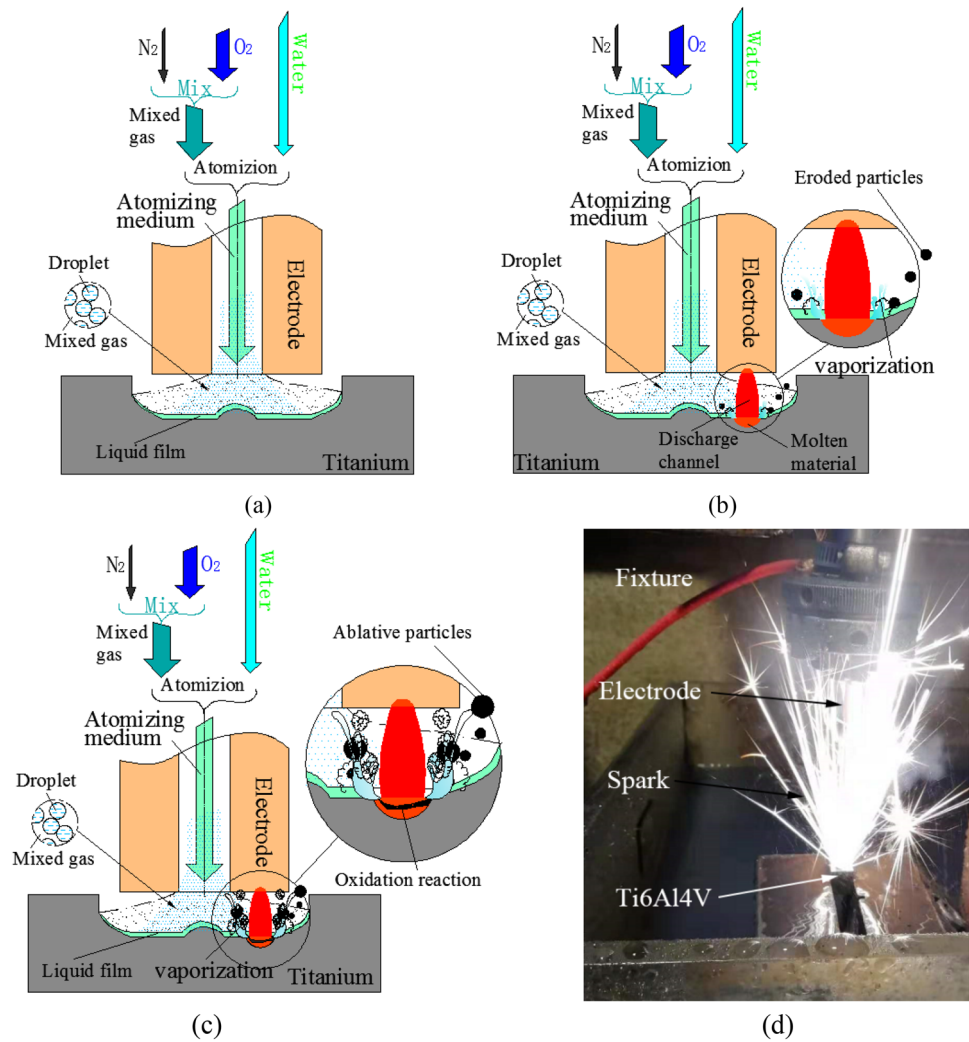 N₂
O₂
Water
Mix
Mixed
gas
Atomizion
Atomizing
medium
Droplet
Mixed gas
Electrode
Liquid film
Titanium
(a)
N₂
O₂
Water
Mix
Mixed
gas
Atomizion
Eroded particles
Atomizing
medium
Droplet
Mixed gas
Electrode
vaporization
Discharge
channel
Molten
material
Titanium
(b)
N₂
O₂
Water
Mix
Mixed
gas
Ablative particles
Atomizion
Atomizing
medium
Droplet
Mixed gas
Electrode
Oxidation reaction
Liquid film
vaporization
Titanium
(c)
Fixture
Electrode
Spark
Ti6Al4V
(d)